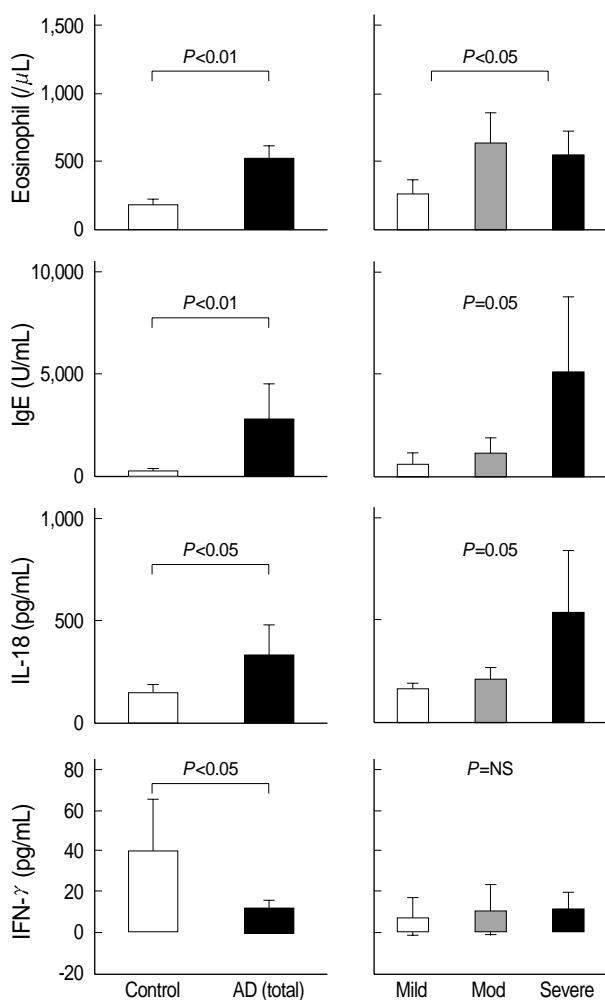 1,500
1,000
500
0
Eosinophil (/μL)
P<0.01
P<0.05
10,000
5,000
0
IgE (U/mL)
P<0.01
P=0.05
1,000
500
0
IL-18 (pg/mL)
P<0.05
P=0.05
80
60
40
20
0
-20
IFN-γ (pg/mL)
P<0.05
P=NS
Control AD (total) Mild Mod Severe